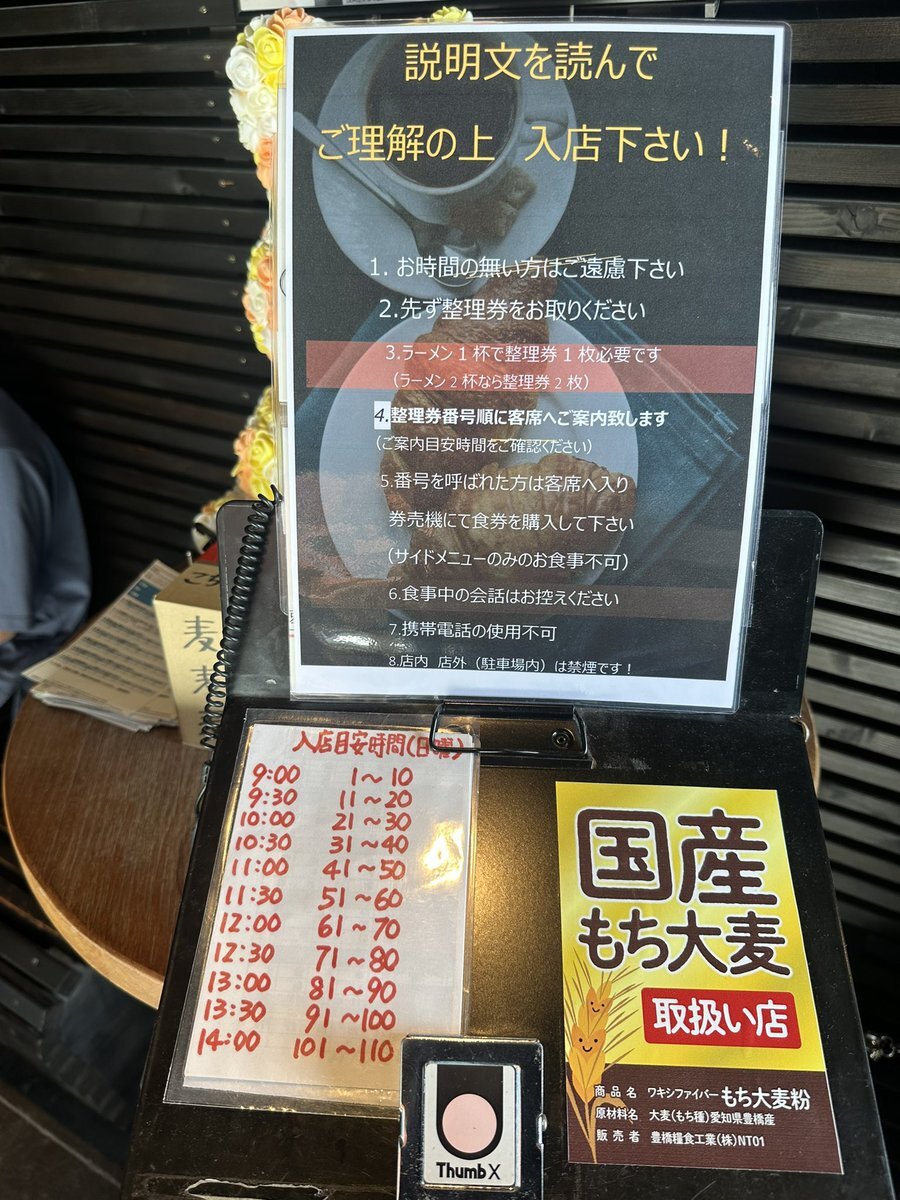 説明文を読んで
ご理解の上 入店下さい！
1. お時間の無い方はご遠慮下さい
2.先ず整理券をお取りください
3.ラーメン1杯で整理券1枚必要です
（ラーメン2杯なら整理券2枚）
4.整理券番号順に客席へご案内致します
（ご案内目安時間をご確認ください）
5.番号を呼ばれた方は客席へ入り
券売機にて食券を購入して下さい
（サイドメニューのみのお食事不可）
6.食事中の会話はお控えください
7.携帯電話の使用不可
8.店内 店外（駐車場内）は禁煙です！
麦
入店目安時間(日曜)
9:00 1～10
9:30 11～20
10:00 21～30
10:30 31～40
11:00 41～50
11:30 51～60
12:00 61～70
12:30 71～80
13:00 81～90
13:30 91～100
14:00 101～110
国産
もち大麦
取扱い店
商品名 ワキシファイバーもち大麦粉
原材料名 大麦(もち種)愛知県豊橋産
販売者 豊橋糧食工業(株)NT01
Thumb X